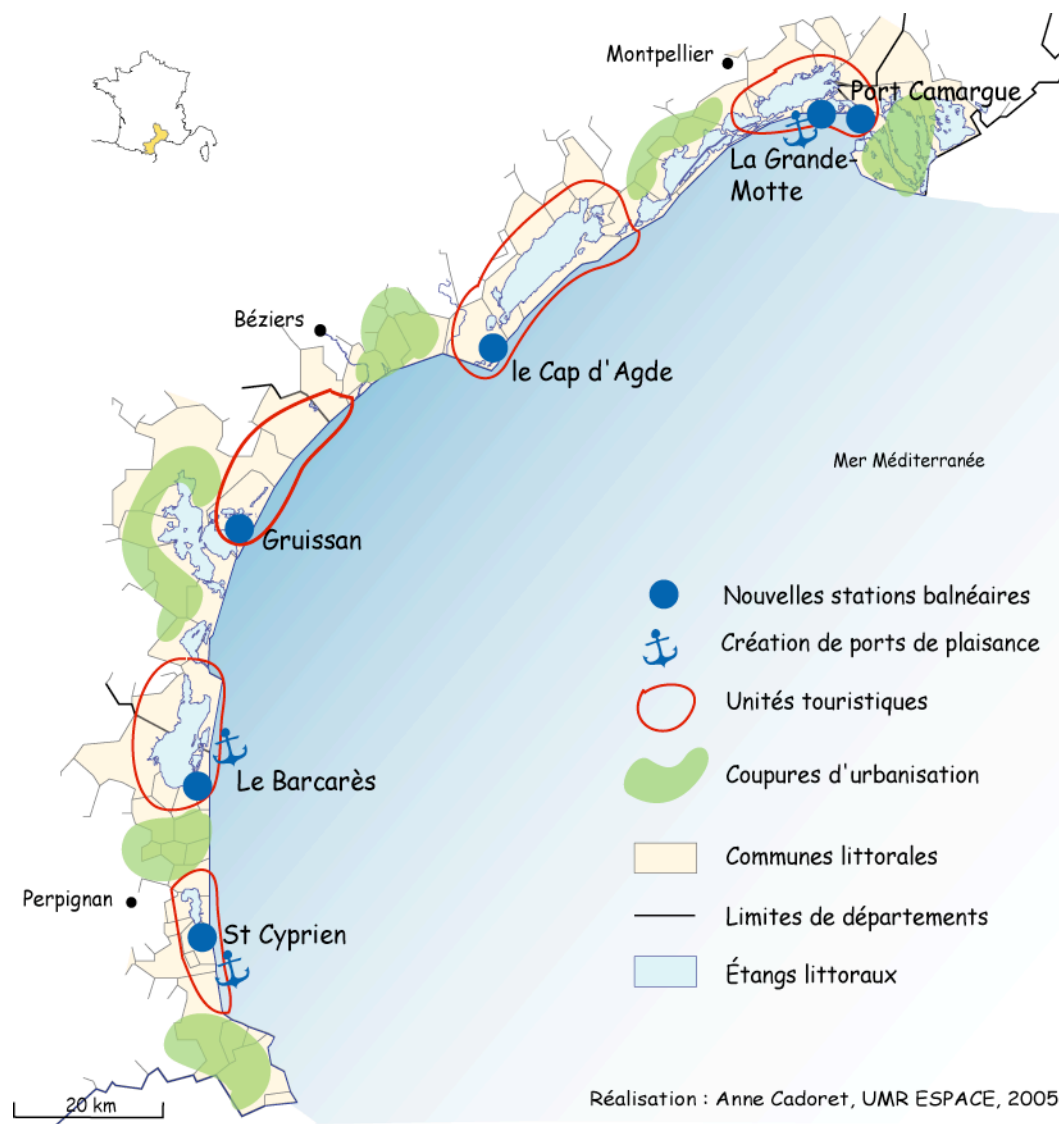 Montpellier
Port Camargue
La Grande-
Motte
Béziers
le Cap d'Agde
Mer Méditerranée
Gruissan
Nouvelles stations balnéaires
Création de ports de plaisance
Unités touristiques
Le Barcarès
Coupures d'urbanisation
Communes littorales
Perpignan
Limites de départements
St Cyprien
Étangs littoraux
20 km
Réalisation : Anne Cadoret, UMR ESPACE, 2005